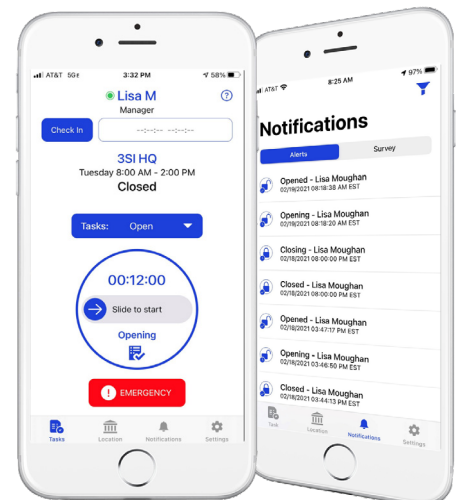 AT&T 5GE
3:32 PM
58%
Lisa M
?
Manager
Check In
--:--:-- --:--:--
3SI HQ
Tuesday 8:00 AM - 2:00 PM
Closed
Tasks: Open
00:12:00
Slide to start
Opening
! EMERGENCY
Tasks
Location
Notifications
Settings
AT&T
8:25 AM
97%
Notifications
Alerts
Survey
Opened - Lisa Moughan
02/19/2021 08:18:38 AM EST
Opening - Lisa Moughan
02/19/2021 08:18:20 AM EST
Closing - Lisa Moughan
02/18/2021 08:00:00 PM EST
Closed - Lisa Moughan
02/18/2021 08:00:00 PM EST
Opened - Lisa Moughan
02/18/2021 03:47:17 PM EST
Opening - Lisa Moughan
02/18/2021 03:46:50 PM EST
Closed - Lisa Moughan
02/18/2021 03:44:13 PM EST
Task
Location
Notifications
Settings